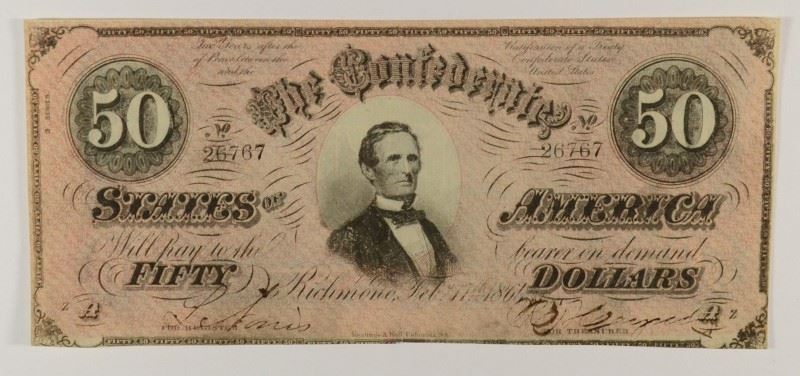 Two Years after the Ratification of a Treaty
of Peace between the Confederate States
and the United States
The Confederate
50 50
No No
26767 26767
2 SERIES
STATES OF AMERICA
Will pay to the bearer on demand
FIFTY DOLLARS
Richmond, Feb. 17th 1864
Z A A Z
FOR REGISTER FOR TREASURER